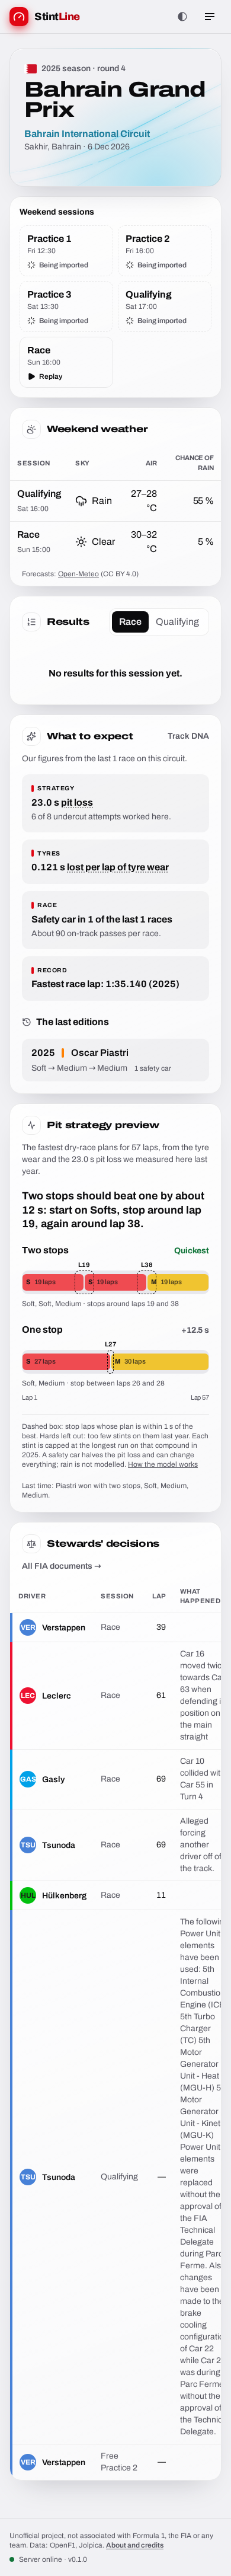 StintLine
2025 season · round 4
Bahrain Grand
Prix
Bahrain International Circuit
Sakhir, Bahrain · 6 Dec 2026
Weekend sessions
Practice 1
Fri 12:30
Being imported
Practice 2
Fri 16:00
Being imported
Practice 3
Sat 13:30
Being imported
Qualifying
Sat 17:00
Being imported
Race
Sun 16:00
Replay
Weekend weather
SESSION SKY AIR CHANCE OF
RAIN
Qualifying
Sat 16:00
Rain
27–28
°C
55 %
Race
Sun 15:00
Clear
30–32
°C
5 %
Forecasts: Open-Meteo (CC BY 4.0)
Results
Race Qualifying
No results for this session yet.
What to expect
Track DNA
Our figures from the last 1 race on this circuit.
STRATEGY
23.0 s pit loss
6 of 8 undercut attempts worked here.
TYRES
0.121 s lost per lap of tyre wear
RACE
Safety car in 1 of the last 1 races
About 90 on-track passes per race.
RECORD
Fastest race lap: 1:35.140 (2025)
The last editions
2025 Oscar Piastri
Soft → Medium → Medium 1 safety car
Pit strategy preview
The fastest dry-race plans for 57 laps, from the tyre
wear and the 23.0 s pit loss we measured here last
year.
Two stops should beat one by about
12 s: start on Softs, stop around lap
19, again around lap 38.
Two stops Quickest
L19 L38
S 19 laps S 19 laps M 19 laps
Soft, Soft, Medium · stops around laps 19 and 38
One stop +12.5 s
L27
S 27 laps M 30 laps
Soft, Medium · stop between laps 26 and 28
Lap 1 Lap 57
Dashed box: stop laps whose plan is within 1 s of the
best. Hards left out: too few stints on them last year. Each
stint is capped at the longest run on that compound in
2025. A safety car halves the pit loss and can change
everything; rain is not modelled. How the model works
Last time: Piastri won with two stops, Soft, Medium,
Medium.
Stewards' decisions
All FIA documents →
DRIVER SESSION LAP WHAT
HAPPENED
VER Verstappen Race 39
LEC Leclerc Race 61
Car 16
moved twic
towards Ca
63 when
defending i
position on
the main
straight
GAS Gasly Race 69
Car 10
collided wit
Car 55 in
Turn 4
TSU Tsunoda Race 69
Alleged
forcing
another
driver off of
the track.
HUL Hülkenberg Race 11
TSU Tsunoda Qualifying —
The followin
Power Unit
elements
have been
used: 5th
Internal
Combustio
Engine (ICE
5th Turbo
Charger
(TC) 5th
Motor
Generator
Unit - Heat
(MGU-H) 5
Motor
Generator
Unit - Kinet
(MGU-K)
Power Unit
elements
were
replaced
without the
approval of
the FIA
Technical
Delegate
during Parc
Ferme. Als
changes
have been
made to the
brake
cooling
configuratio
of Car 22
while Car 2
was during
Parc Ferme
without the
approval of
the Technic
Delegate.
VER Verstappen Free
Practice 2 —
Unofficial project, not associated with Formula 1, the FIA or any
team. Data: OpenF1, Jolpica. About and credits
Server online · v0.1.0